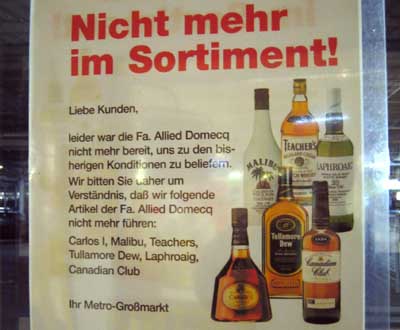 Nicht mehr
im Sortiment!
Liebe Kunden,
leider war die Fa. Allied Domecq
nicht mehr bereit, uns zu den bis-
herigen Konditionen zu beliefern.
Wir bitten Sie daher um
Verständnis, daß wir folgende
Artikel der Fa. Allied Domecq
nicht mehr führen:
Carlos I, Malibu, Teachers,
Tullamore Dew, Laphroaig,
Canadian Club
Ihr Metro-Großmarkt
MALIBU
TEACHER'S
LAPHROAIG
Tullamore
Dew
Canadian
Club